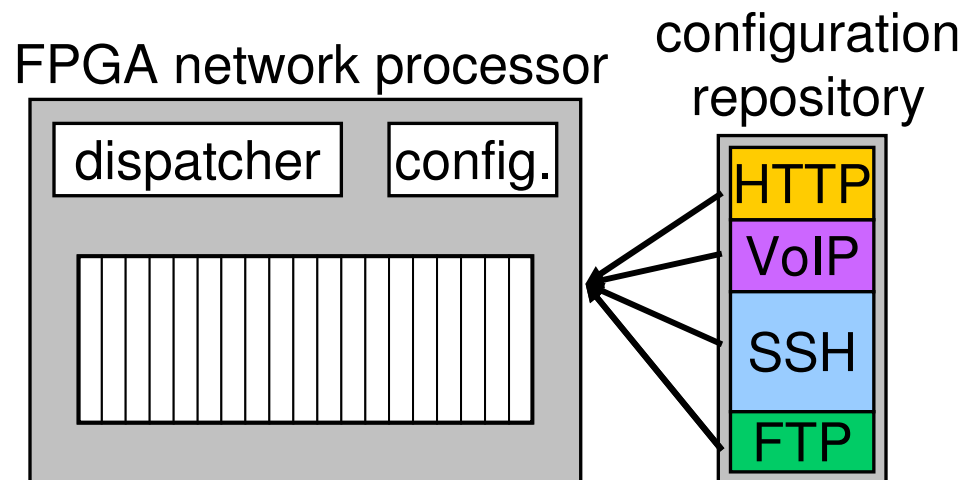 FPGA network processor
dispatcher
config.
configuration
repository
HTTP
VoIP
SSH
FTP